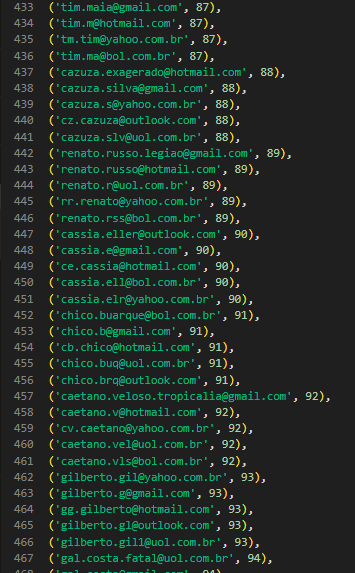 433 ('tim.maia@gmail.com', 87),
434 ('tim.m@hotmail.com', 87),
435 ('tm.tim@yahoo.com.br', 87),
436 ('tim.ma@bol.com.br', 87),
437 ('cazuza.exagerado@hotmail.com', 88),
438 ('cazuza.silva@gmail.com', 88),
439 ('cazuza.s@yahoo.com.br', 88),
440 ('cz.cazuza@outlook.com', 88),
441 ('cazuza.slv@uol.com.br', 88),
442 ('renato.russo.legiao@gmail.com', 89),
443 ('renato.russo@hotmail.com', 89),
444 ('renato.r@uol.com.br', 89),
445 ('rr.renato@yahoo.com.br', 89),
446 ('renato.rss@bol.com.br', 89),
447 ('cassia.eller@outlook.com', 90),
448 ('cassia.e@gmail.com', 90),
449 ('ce.cassia@hotmail.com', 90),
450 ('cassia.ell@bol.com.br', 90),
451 ('cassia.elr@yahoo.com.br', 90),
452 ('chico.buarque@bol.com.br', 91),
453 ('chico.b@gmail.com', 91),
454 ('cb.chico@hotmail.com', 91),
455 ('chico.buq@uol.com.br', 91),
456 ('chico.brq@outlook.com', 91),
457 ('caetano.veloso.tropicalia@gmail.com', 92),
458 ('caetano.v@hotmail.com', 92),
459 ('cv.caetano@yahoo.com.br', 92),
460 ('caetano.vel@uol.com.br', 92),
461 ('caetano.vls@bol.com.br', 92),
462 ('gilberto.gil@yahoo.com.br', 93),
463 ('gilberto.g@gmail.com', 93),
464 ('gg.gilberto@hotmail.com', 93),
465 ('gilberto.gl@outlook.com', 93),
466 ('gilberto.gill@uol.com.br', 93),
467 ('gal.costa.fatal@uol.com.br', 94),